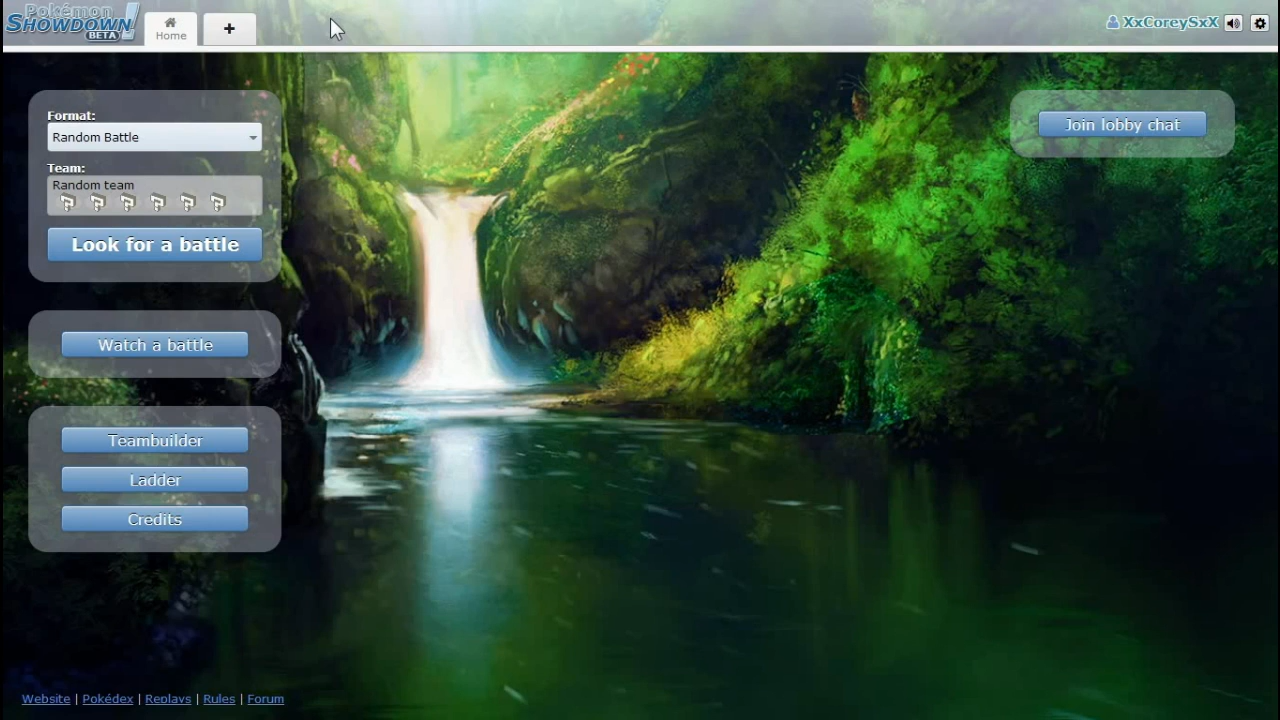 Pokémon
SHOWDOWN!
BETA
Home
+
XxCoreySxX
Format:
Random Battle
Team:
Random team
Look for a battle
Watch a battle
Teambuilder
Ladder
Credits
Join lobby chat
Website | Pokédex | Replays | Rules | Forum